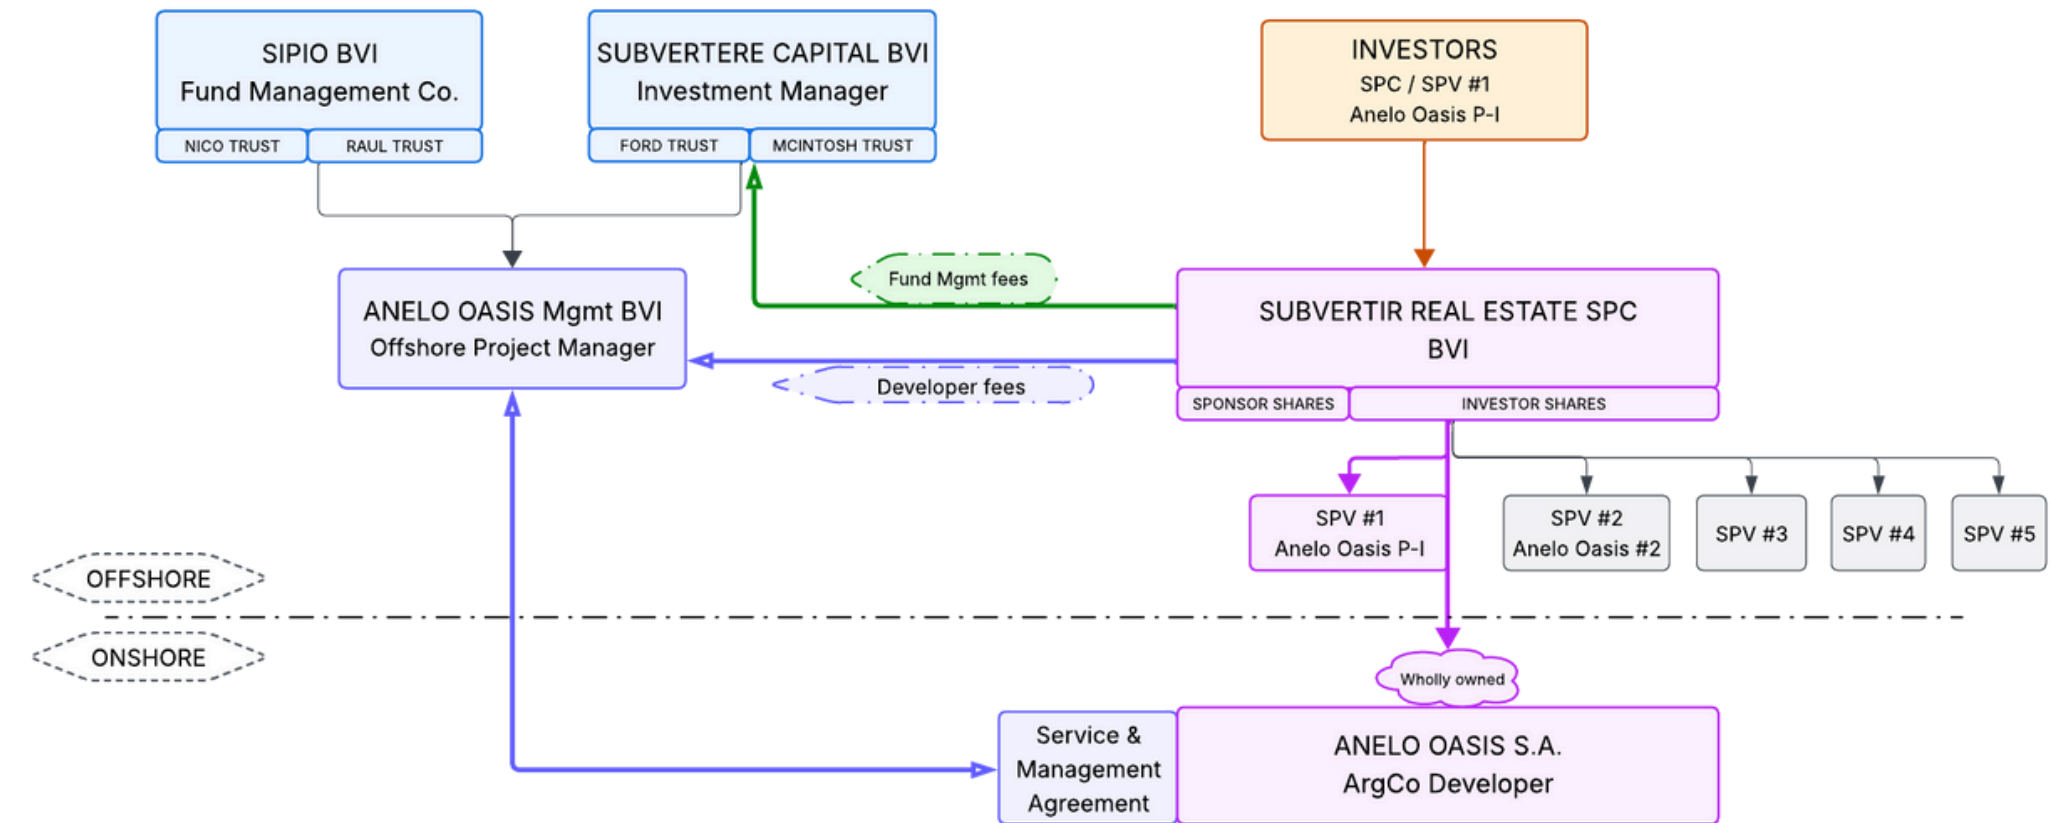 SIPIO BVI
Fund Management Co.
NICO TRUST
RAUL TRUST
SUBVERTERE CAPITAL BVI
Investment Manager
FORD TRUST
MCINTOSH TRUST
INVESTORS
SPC / SPV #1
Anelo Oasis P-I
Fund Mgmt fees
ANELO OASIS Mgmt BVI
Offshore Project Manager
Developer fees
SUBVERTIR REAL ESTATE SPC
BVI
SPONSOR SHARES
INVESTOR SHARES
SPV #1
Anelo Oasis P-I
SPV #2
Anelo Oasis #2
SPV #3
SPV #4
SPV #5
OFFSHORE
ONSHORE
Wholly owned
Service &
Management
Agreement
ANELO OASIS S.A.
ArgCo Developer